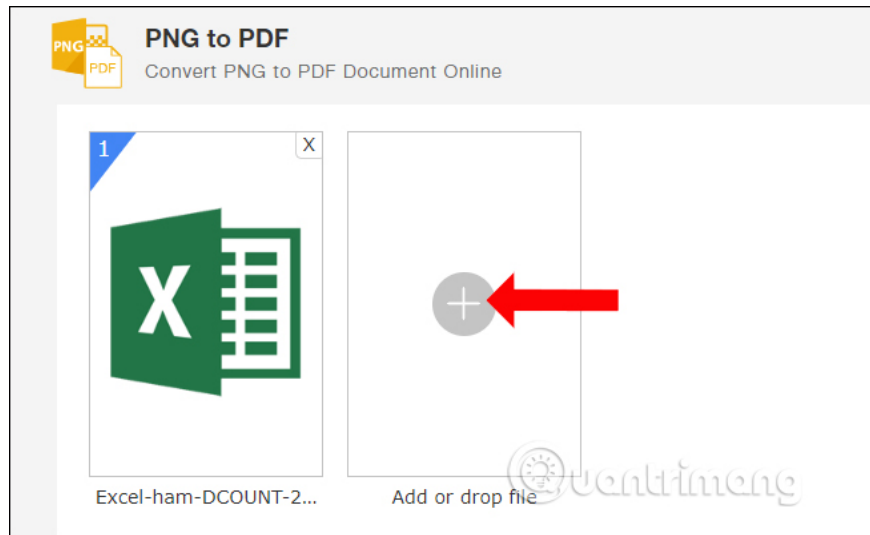 PNG
PDF
PNG to PDF
Convert PNG to PDF Document Online
1
X
X
Excel-ham-DCOUNT-2...
Add or drop file
Quantrimang